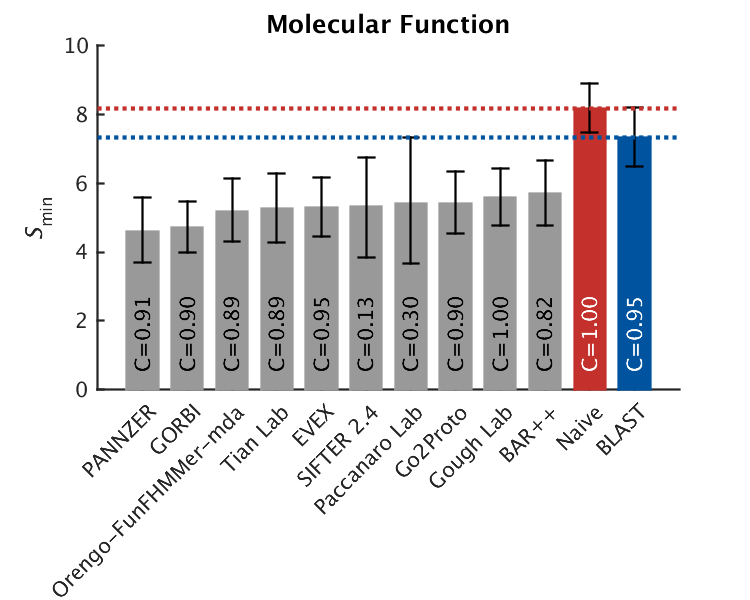 Molecular Function
10
8
6
4
2
0
Smin
C=0.91
C=0.90
C=0.89
C=0.89
C=0.95
C=0.13
C=0.30
C=0.90
C=1.00
C=0.82
C=1.00
C=0.95
PANNZER
GORBI
Orengo-FunFHMMer-mda
Tian Lab
EVEX
SIFTER 2.4
Paccanaro Lab
Go2Proto
Gough Lab
BAR++
Naive
BLAST